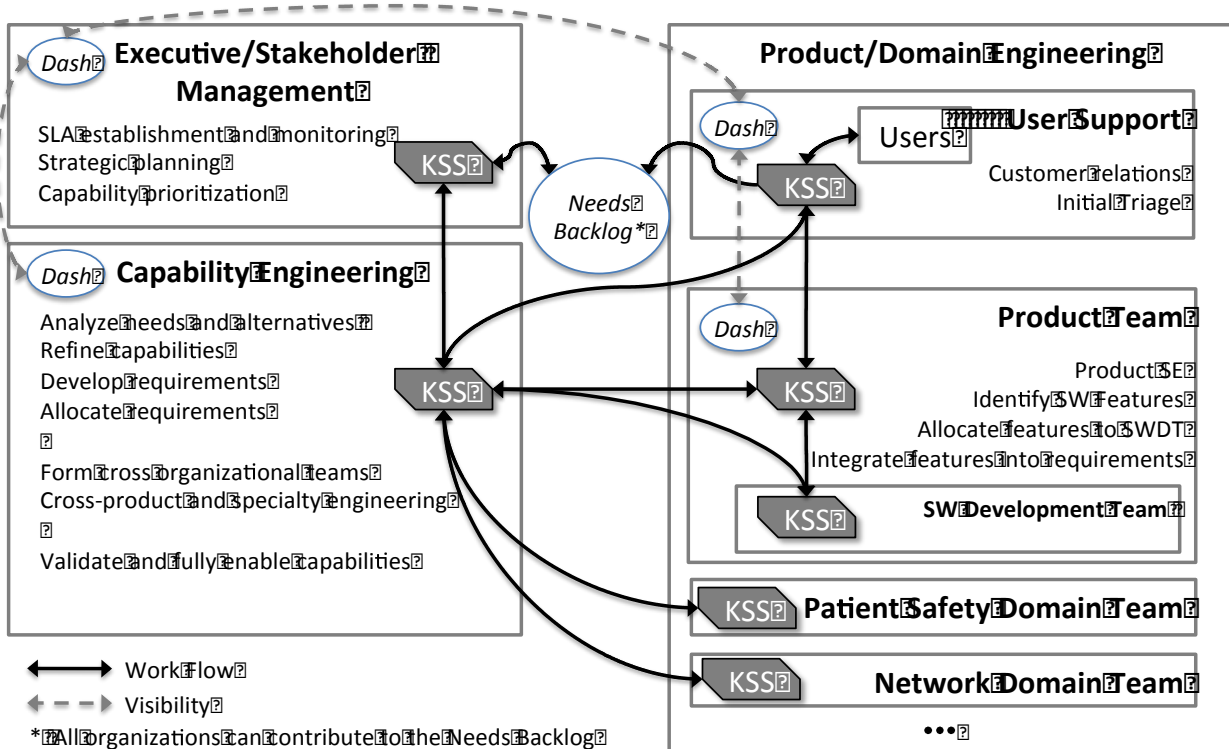 Dash
Executive/Stakeholder
Management
SLA establishment and monitoring
Strategic planning
Capability prioritization
KSS
Needs
Backlog*
Product/Domain Engineering
Dash
Users
User Support
KSS
Customer relations
Initial Triage
Dash
Capability Engineering
Analyze needs and alternatives
Refine capabilities
Develop requirements
Allocate requirements
Form cross organizational teams
Cross-product and specialty engineering
Validate and fully enable capabilities
KSS
Dash
Product Team
KSS
Product SE
Identify SW Features
Allocate features to SWDT
Integrate features into requirements
KSS
SW Development Team
KSS
Patient Safety Domain Team
KSS
Network Domain Team
•••
Work Flow
Visibility
* All organizations can contribute to the Needs Backlog